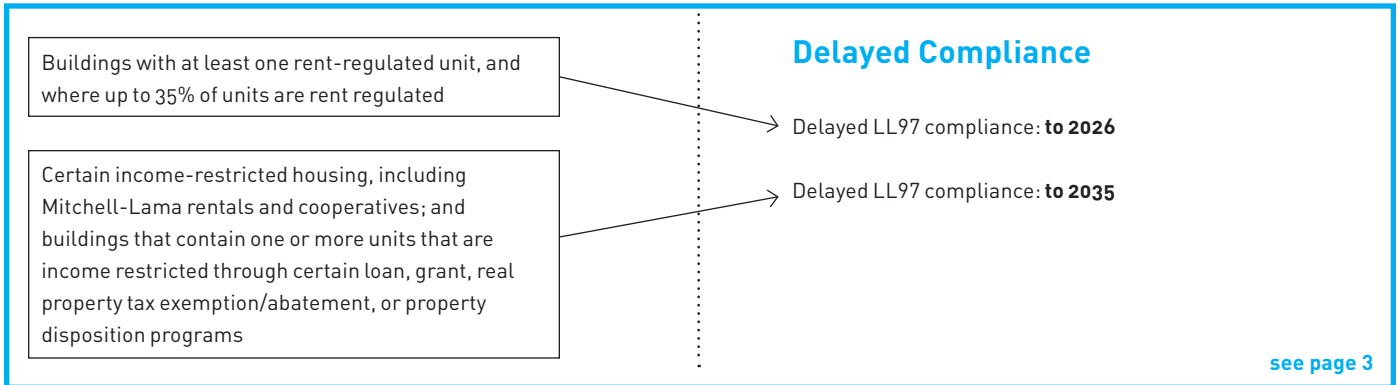 Buildings with at least one rent-regulated unit, and
where up to 35% of units are rent regulated
Certain income-restricted housing, including
Mitchell-Lama rentals and cooperatives; and
buildings that contain one or more units that are
income restricted through certain loan, grant, real
property tax exemption/abatement, or property
disposition programs
Delayed Compliance
Delayed LL97 compliance: to 2026
Delayed LL97 compliance: to 2035
see page 3